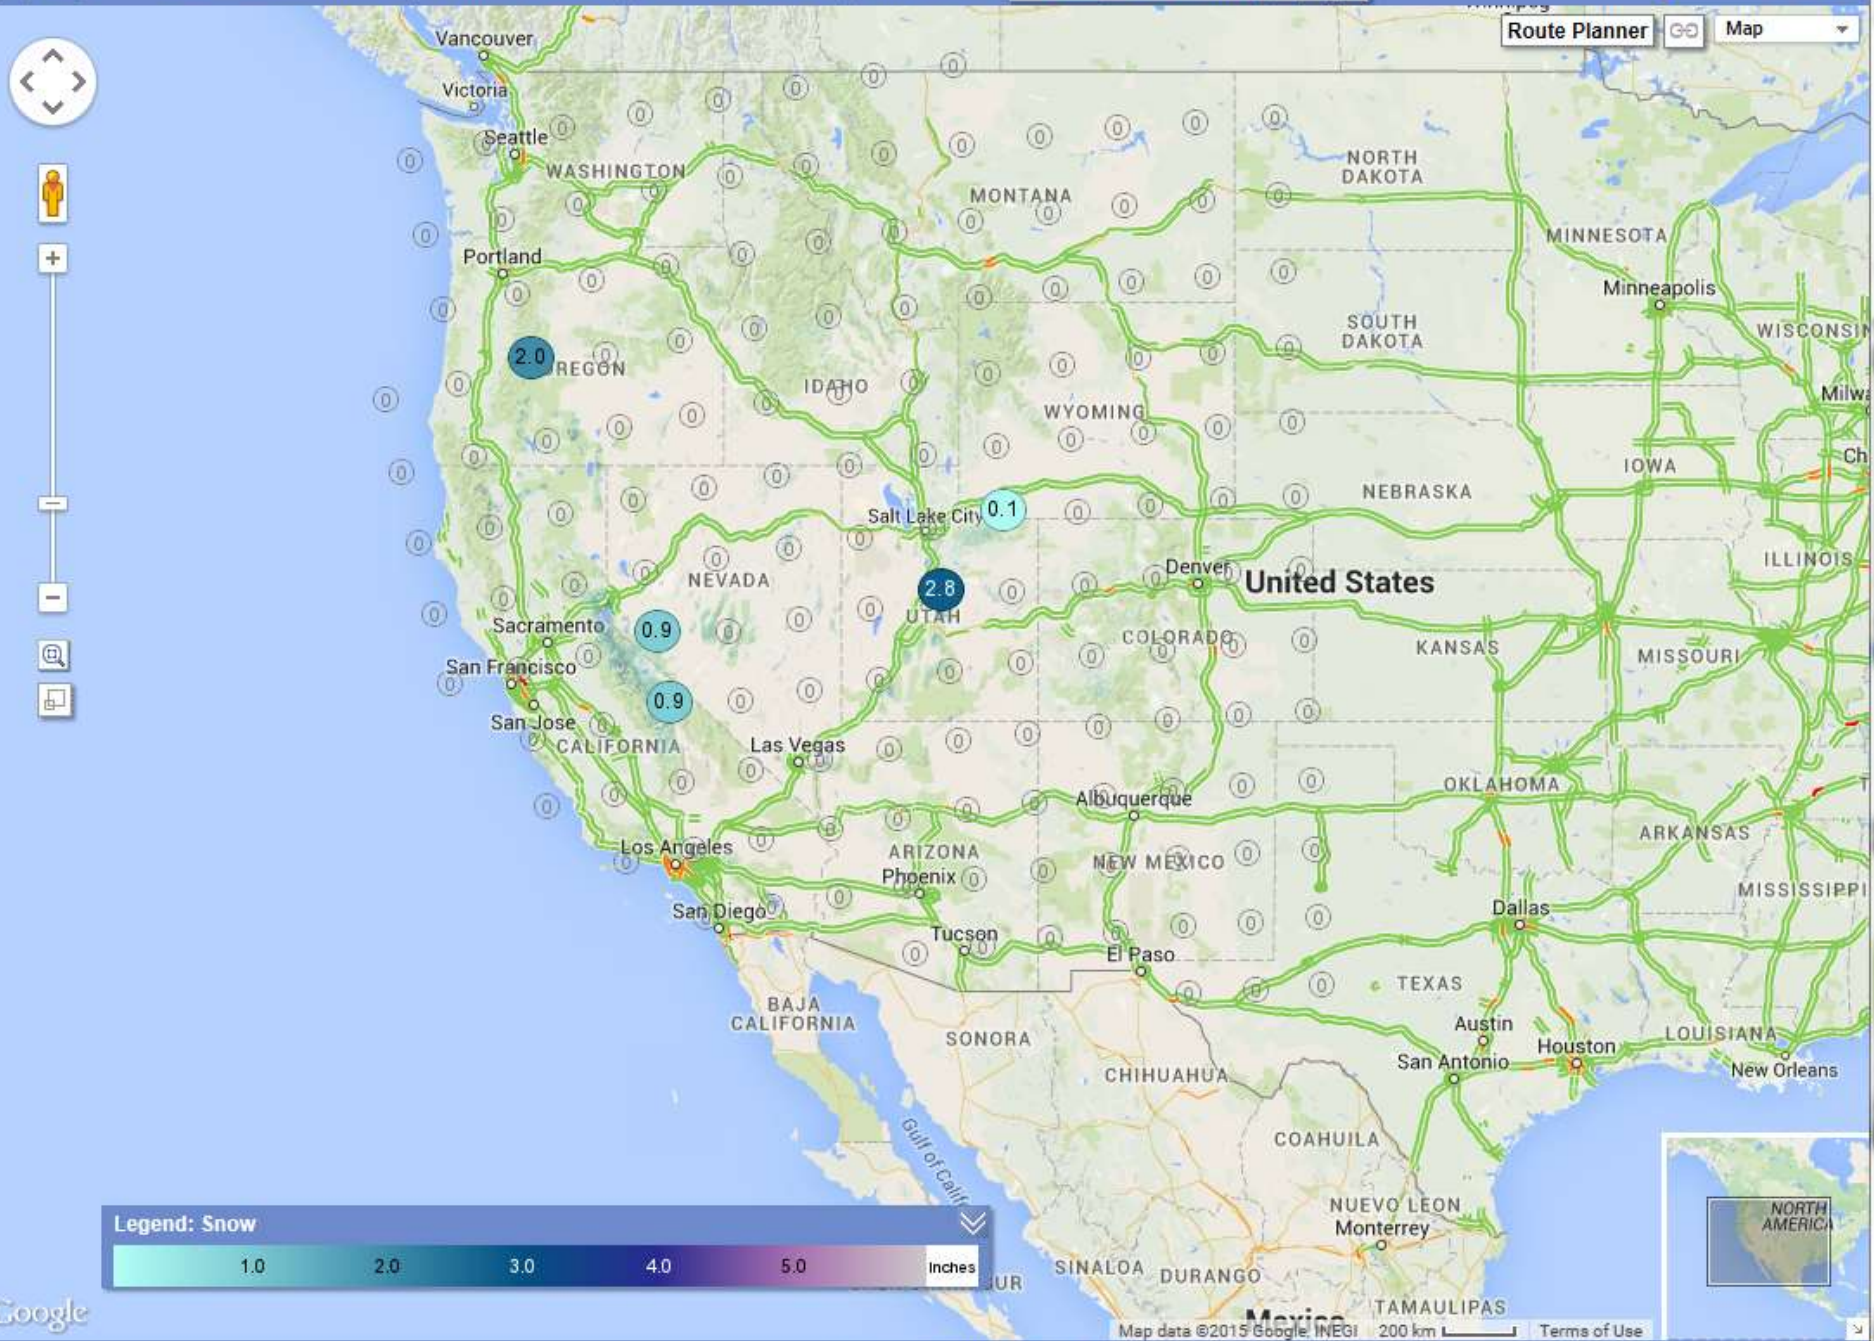 Winnipeg
Route Planner
Map
Vancouver
Victoria
Seattle
WASHINGTON
MONTANA
NORTH
DAKOTA
MINNESOTA
Portland
Minneapolis
2.0
OREGON
SOUTH
DAKOTA
WISCONSIN
IDAHO
WYOMING
Milwa
Ch
IOWA
NEBRASKA
Salt Lake City
0.1
ILLINOIS
NEVADA
2.8
UTAH
Denver
United States
Sacramento
0.9
COLORADO
KANSAS
MISSOURI
San Francisco
0.9
San Jose
CALIFORNIA
Las Vegas
Albuquerque
OKLAHOMA
T
ARKANSAS
Los Angeles
ARIZONA
NEW MEXICO
Phoenix
MISSISSIPPI
San Diego
Dallas
Tucson
El Paso
TEXAS
BAJA
CALIFORNIA
SONORA
Austin
LOUISIANA
Houston
San Antonio
New Orleans
CHIHUAHUA
COAHUILA
Gulf of Calif
NUEVO LEON
Monterrey
NORTH
AMERICA
Legend: Snow
1.0 2.0 3.0 4.0 5.0 Inches
SUR
SINALOA
DURANGO
TAMAULIPAS
Mexico
Google
Map data ©2015 Google, INEGI 200 km Terms of Use